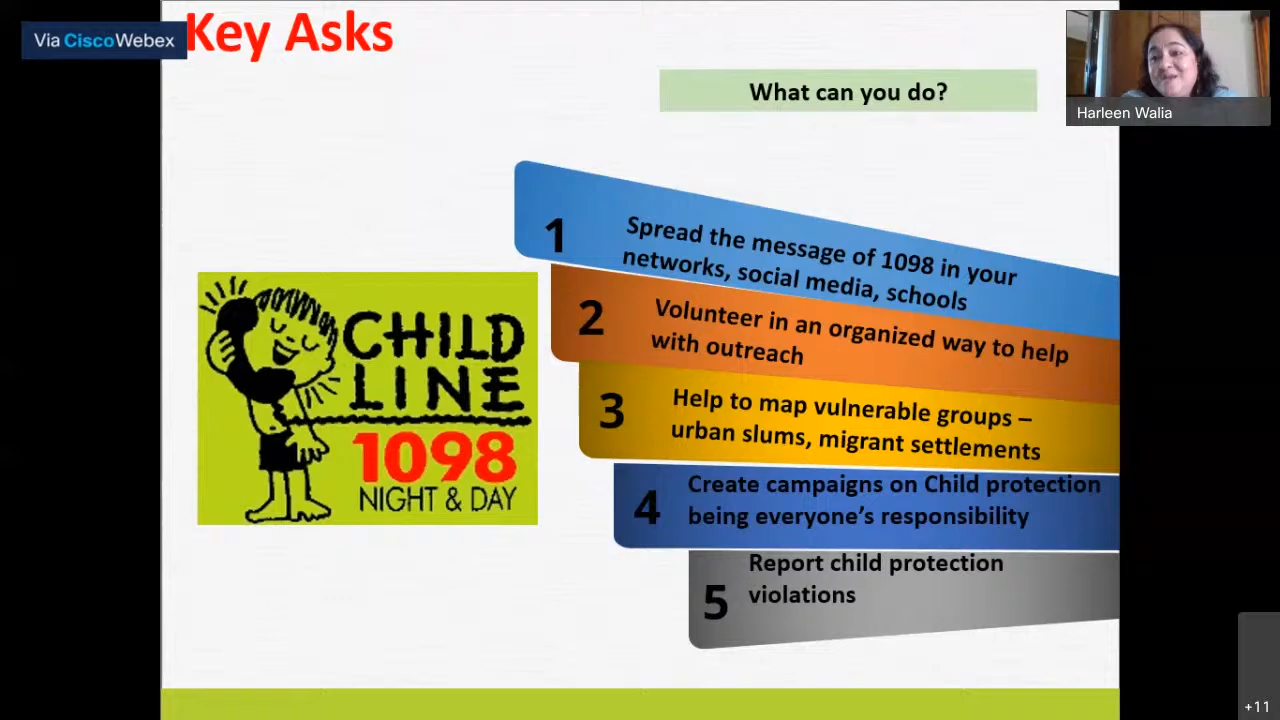 Via CiscoWebex
Key Asks
What can you do?
Harleen Walia
1
Spread the message of 1098 in your
networks, social media, schools
2
Volunteer in an organized way to help
with outreach
3
Help to map vulnerable groups –
urban slums, migrant settlements
4
Create campaigns on Child protection
being everyone’s responsibility
5
Report child protection
violations
CHILD
LINE
1098
NIGHT & DAY
+11